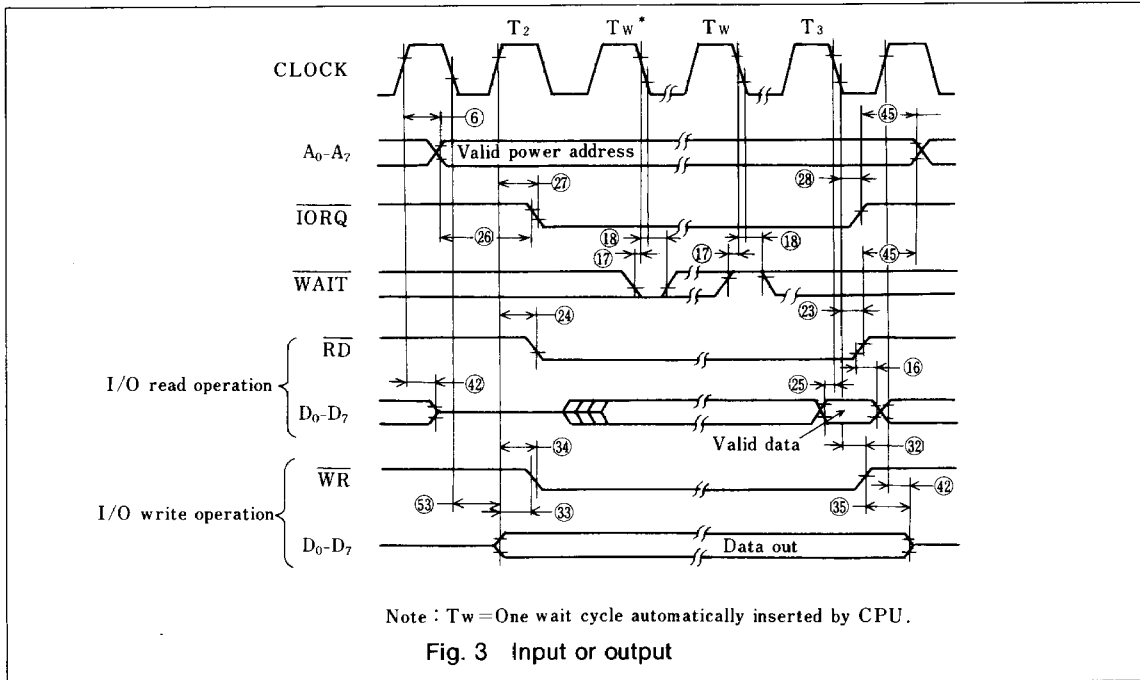 T2 Tw* Tw T3
CLOCK
⑥ ㊺
A0-A7 Valid power address
㉗ ㉘
IORQ
㉖ ⑱ ⑰ ⑰ ⑱ ㊺
WAIT
㉔ ㉓
RD
I/O read operation
㊷ ㉕ ⑯
D0-D7
Valid data
㉞ ㉜
WR
I/O write operation
㊼ ㉝ ㉟ ㊷
D0-D7 Data out
Note : Tw=One wait cycle automatically inserted by CPU.
Fig. 3 Input or output